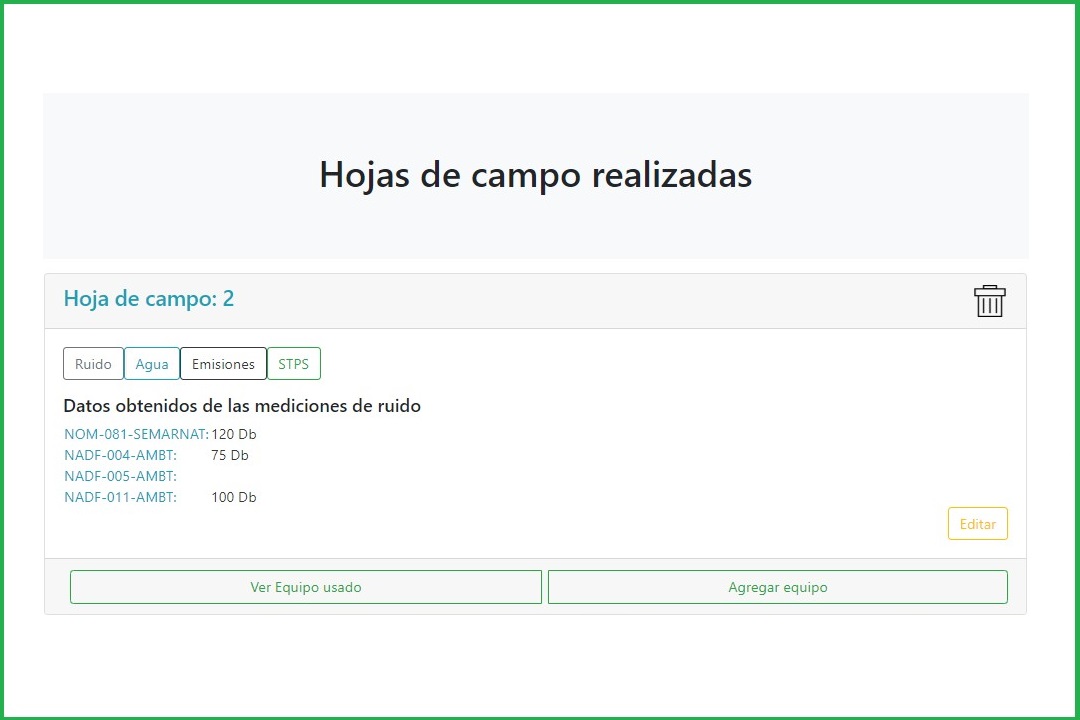 Hojas de campo realizadas
Hoja de campo: 2
Ruido Agua Emisiones STPS
Datos obtenidos de las mediciones de ruido
NOM-081-SEMARNAT: 120 Db
NADF-004-AMBT: 75 Db
NADF-005-AMBT:
NADF-011-AMBT: 100 Db
Editar
Ver Equipo usado Agregar equipo